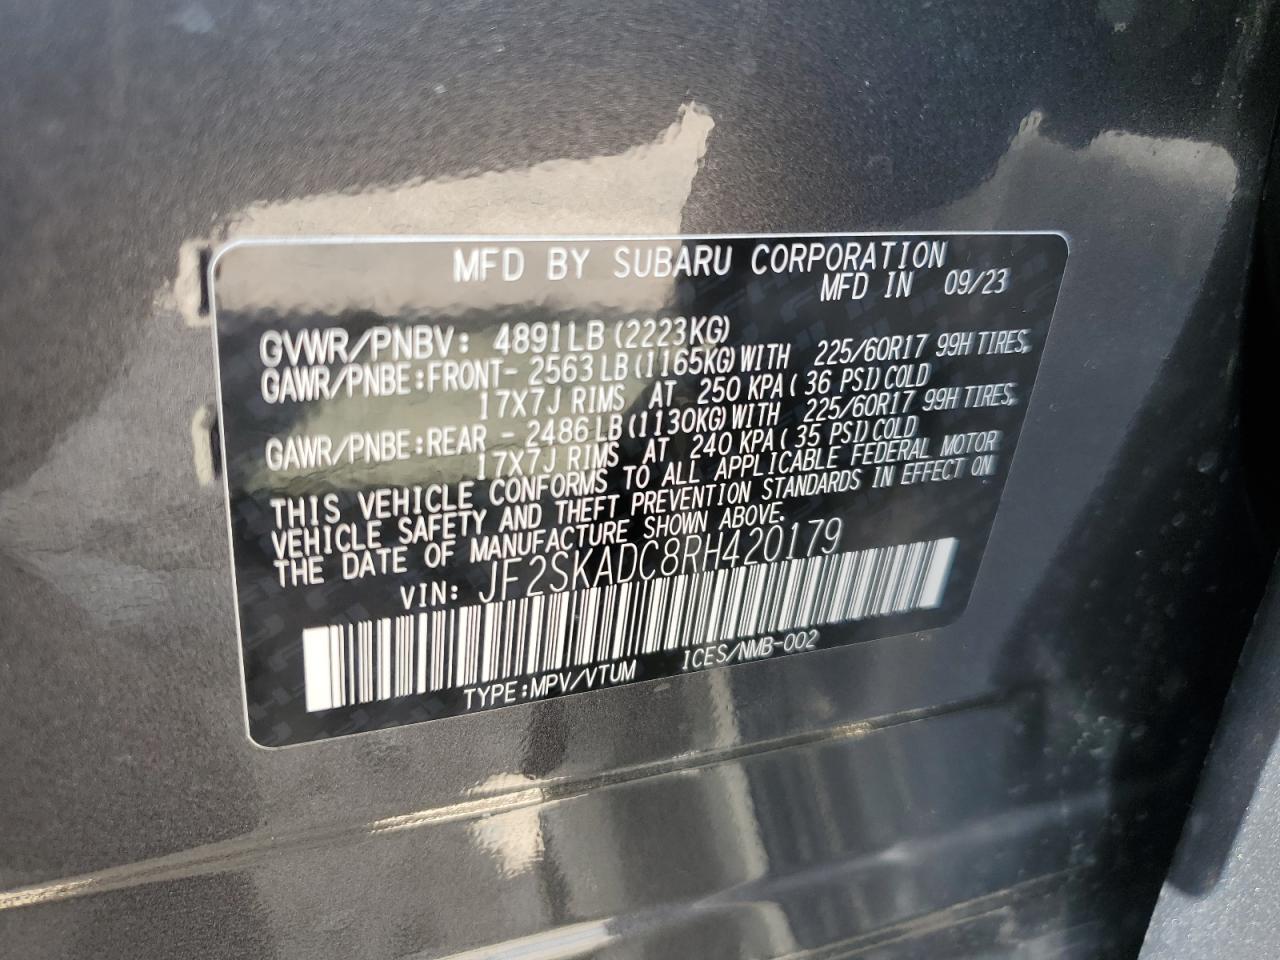 MFD BY SUBARU CORPORATION
MFD IN 09/23
GVWR/PNBV: 4891LB(2223KG)
GAWR/PNBE:FRONT- 2563LB(1165KG)WITH 225/60R17 99H TIRES,
17X7J RIMS AT 250 KPA(36 PSI)COLD
GAWR/PNBE:REAR - 2486LB(1130KG)WITH 225/60R17 99H TIRES,
17X7J RIMS AT 240 KPA(35 PSI)COLD
THIS VEHICLE CONFORMS TO ALL APPLICABLE FEDERAL MOTOR
VEHICLE SAFETY AND THEFT PREVENTION STANDARDS IN EFFECT ON
THE DATE OF MANUFACTURE SHOWN ABOVE.
VIN: JF2SKADC8RH420179
TYPE:MPV/VTUM ICES/NMB-002